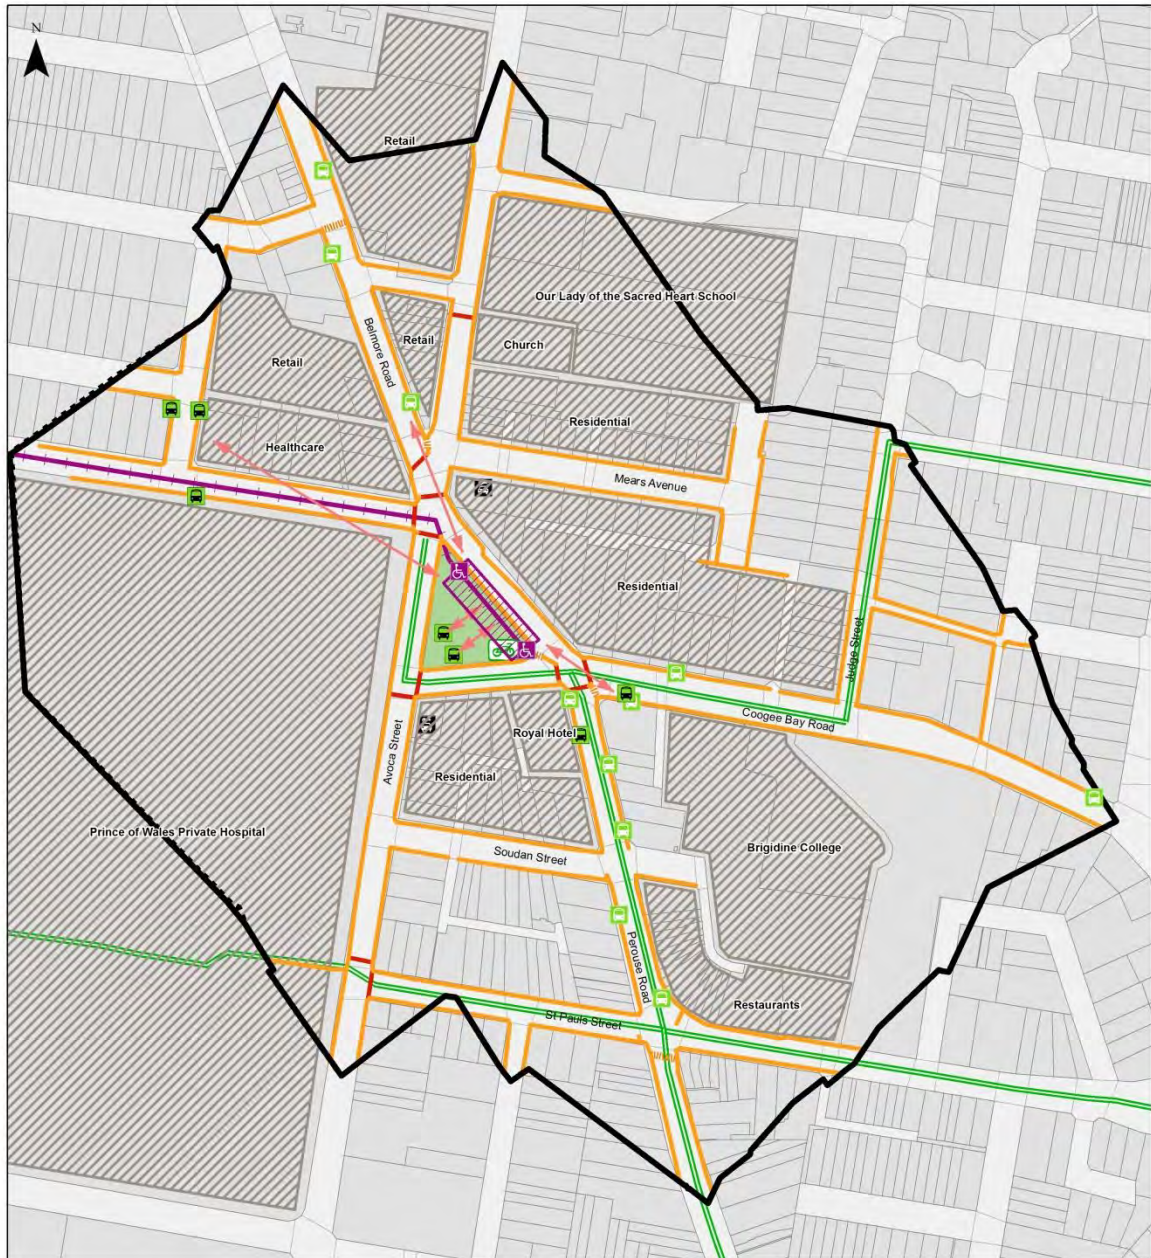 N
Retail
Our Lady of the Sacred Heart School
Belmore Road
Retail
Church
Retail
Residential
Healthcare
Mears Avenue
Residential
Judge Street
Coogee Bay Road
Royal Hotel
Avoca Street
Residential
Prince of Wales Private Hospital
Brigidine College
Soudan Street
Perouse Road
Restaurants
St Pauls Street